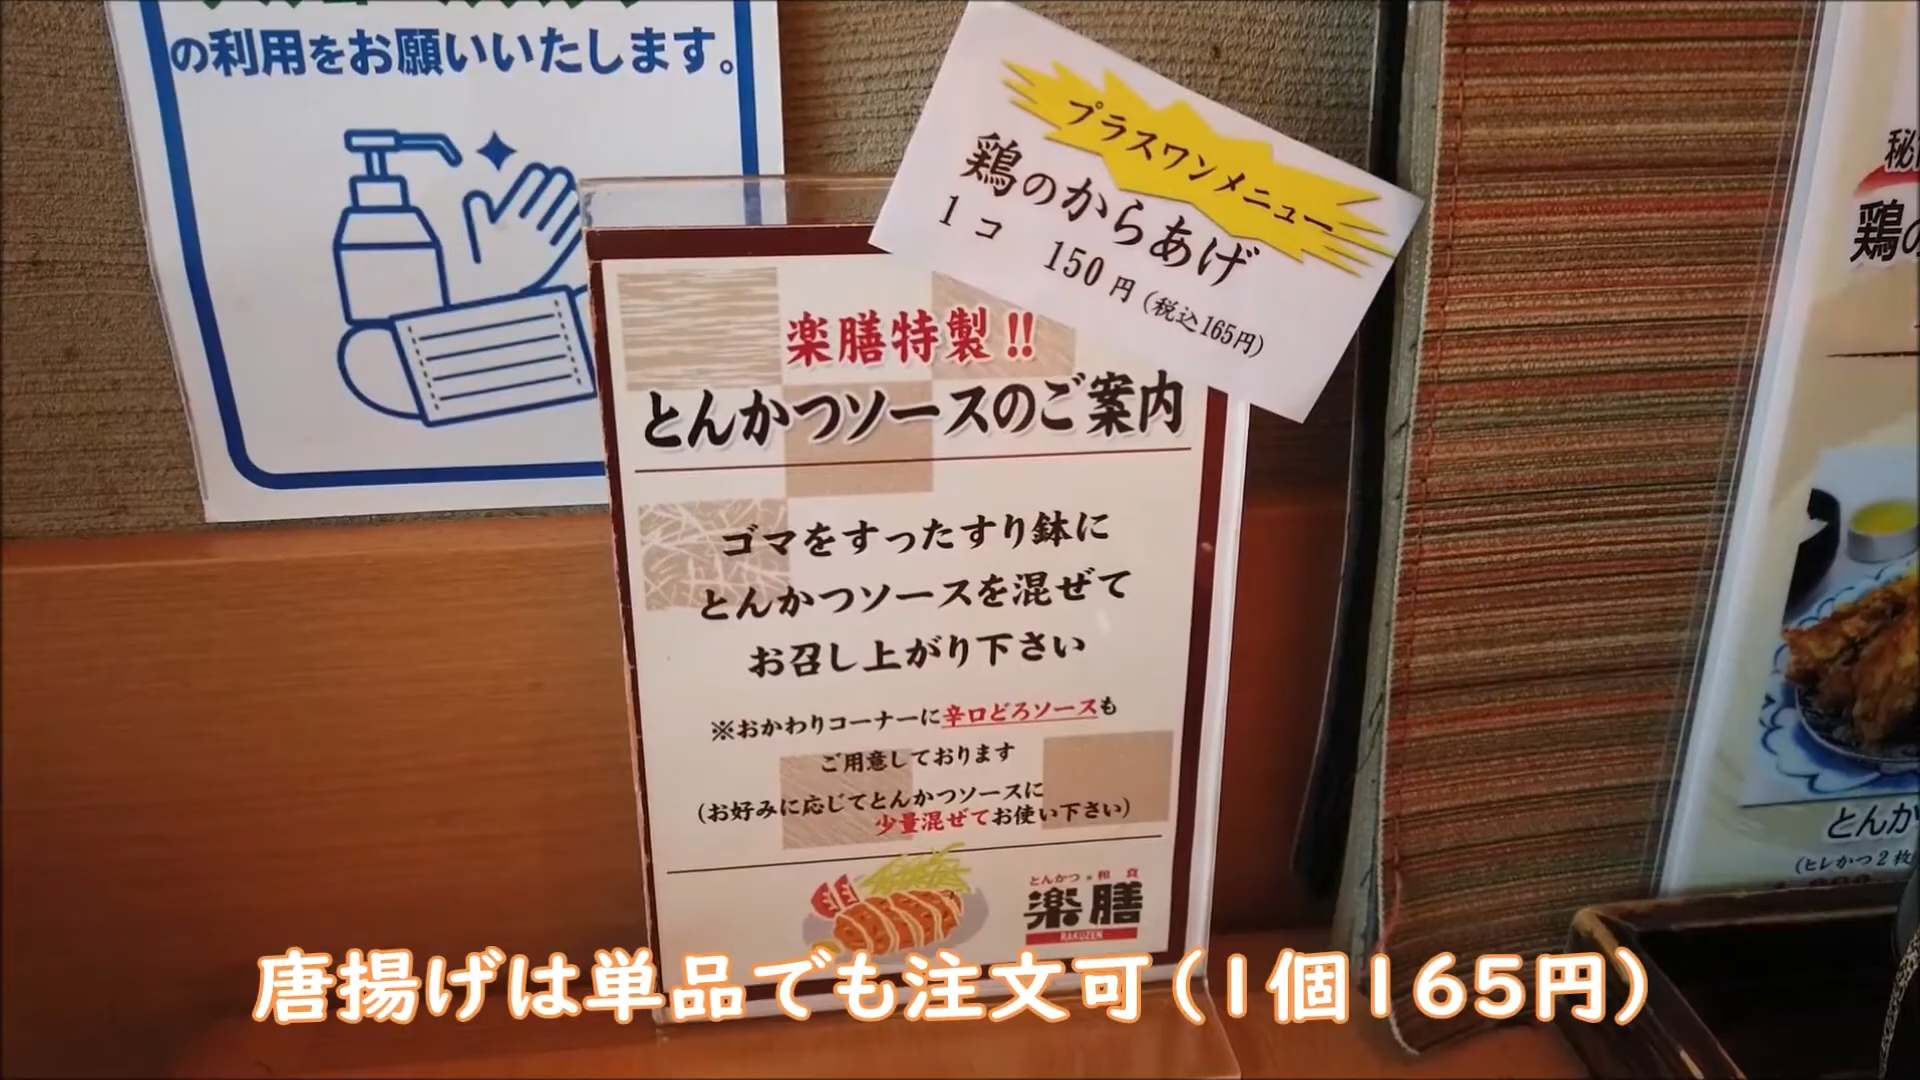 の利用をお願いいたします。
プラスワンメニュー
鶏のからあげ
1コ 150円(税込165円)
楽膳特製!!
とんかつソースのご案内
ゴマをすったすり鉢に
とんかつソースを混ぜて
お召し上がり下さい
※おかわりコーナーに辛口どろソースも
ご用意しております
(お好みに応じてとんかつソースに
少量混ぜてお使い下さい)
とんかつ・和食
楽膳
RAKUZEN
秘
鶏の
とんか
(ヒレかつ2枚
唐揚げは単品でも注文可(1個165円)